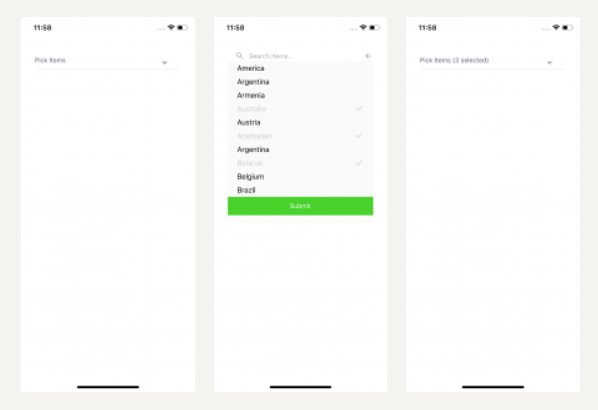 11:58
Pick Items
11:58
Search Items...
America
Argentina
Armenia
Australia
Austria
Azerbaijan
Argentina
Belarus
Belgium
Brazil
Submit
11:58
Pick Items (3 selected)